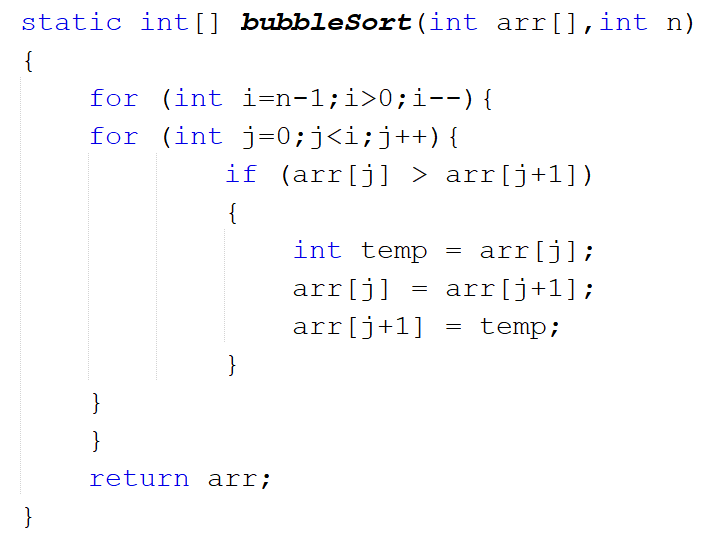 static int[] bubbleSort(int arr[],int n)
{
    for (int i=n-1;i>0;i--){
    for (int j=0;j<i;j++){
            if (arr[j] > arr[j+1])
            {
                int temp = arr[j];
                arr[j] = arr[j+1];
                arr[j+1] = temp;
            }
    }
    }
    return arr;
}